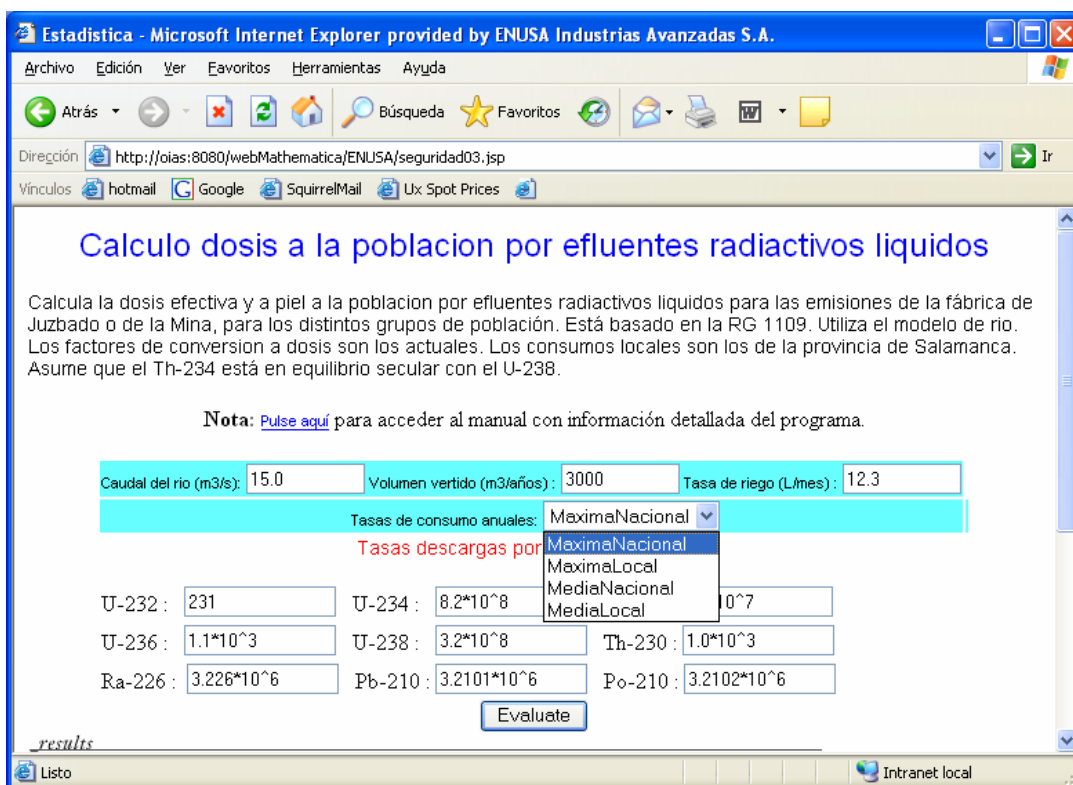 Estadistica - Microsoft Internet Explorer provided by ENUSA Industrias Avanzadas S.A.
Archivo Edición Ver Favoritos Herramientas Ayuda
Atrás Búsqueda Favoritos
Dirección http://oias:8080/webMathematica/ENUSA/seguridad03.jsp Ir
Vínculos hotmail Google SquirrelMail Ux Spot Prices
Calculo dosis a la poblacion por efluentes radiactivos liquidos
Calcula la dosis efectiva y a piel a la poblacion por efluentes radiactivos liquidos para las emisiones de la fábrica de
Juzbado o de la Mina, para los distintos grupos de población. Está basado en la RG 1109. Utiliza el modelo de rio.
Los factores de conversion a dosis son los actuales. Los consumos locales son los de la provincia de Salamanca.
Asume que el Th-234 está en equilibrio secular con el U-238.
Nota: Pulse aquí para acceder al manual con información detallada del programa.
Caudal del rio (m3/s): 15.0 Volumen vertido (m3/años) : 3000 Tasa de riego (L/mes) : 12.3
Tasas de consumo anuales: MaximaNacional
Tasas descargas por
MaximaNacional
MaximaLocal
MediaNacional
MediaLocal
U-232 : 231 U-234 : 8.2*10^8 0^7
U-236 : 1.1*10^3 U-238 : 3.2*10^8 Th-230 : 1.0*10^3
Ra-226 : 3.226*10^6 Pb-210 : 3.2101*10^6 Po-210 : 3.2102*10^6
Evaluate
_results
Listo Intranet local